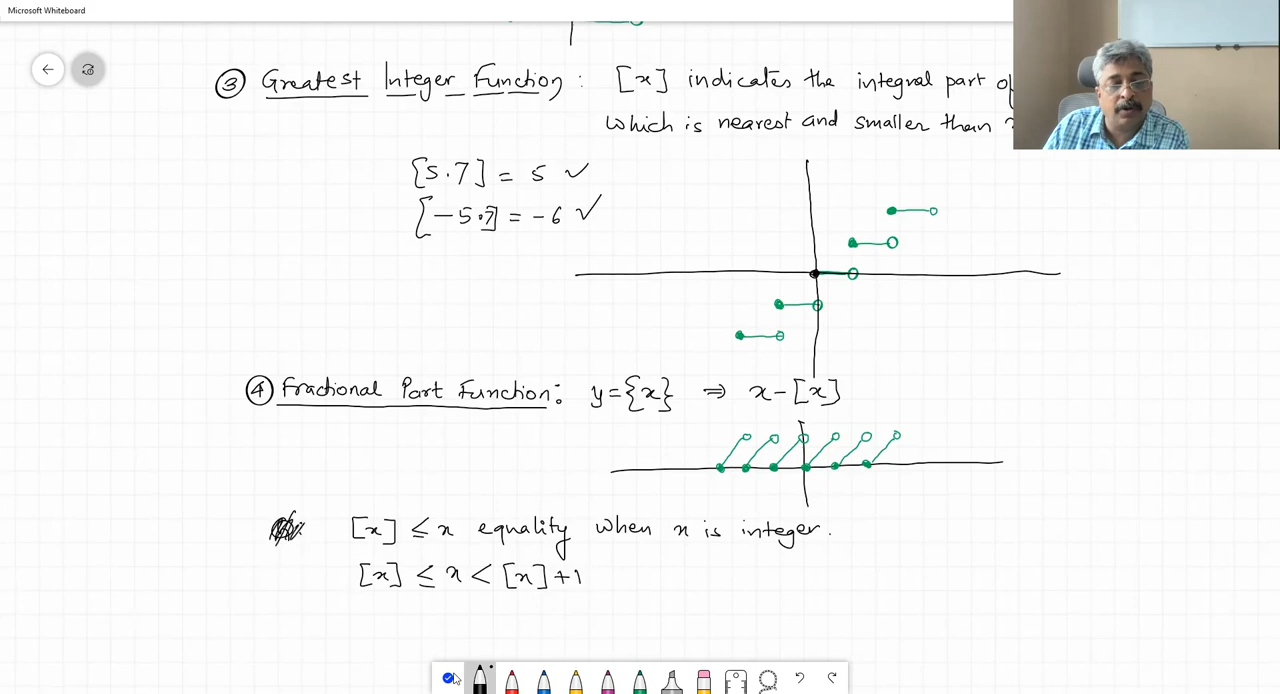 Microsoft Whiteboard
③ Greatest Integer Function : [x] indicates the integral part of
which is nearest and smaller than
[5.7] = 5 ✓
[-5.7] = -6 ✓
④ Fractional Part Function: y={x} ⇒ x-[x]
[x] ≤ x equality when x is integer.
[x] ≤ x < [x]+1